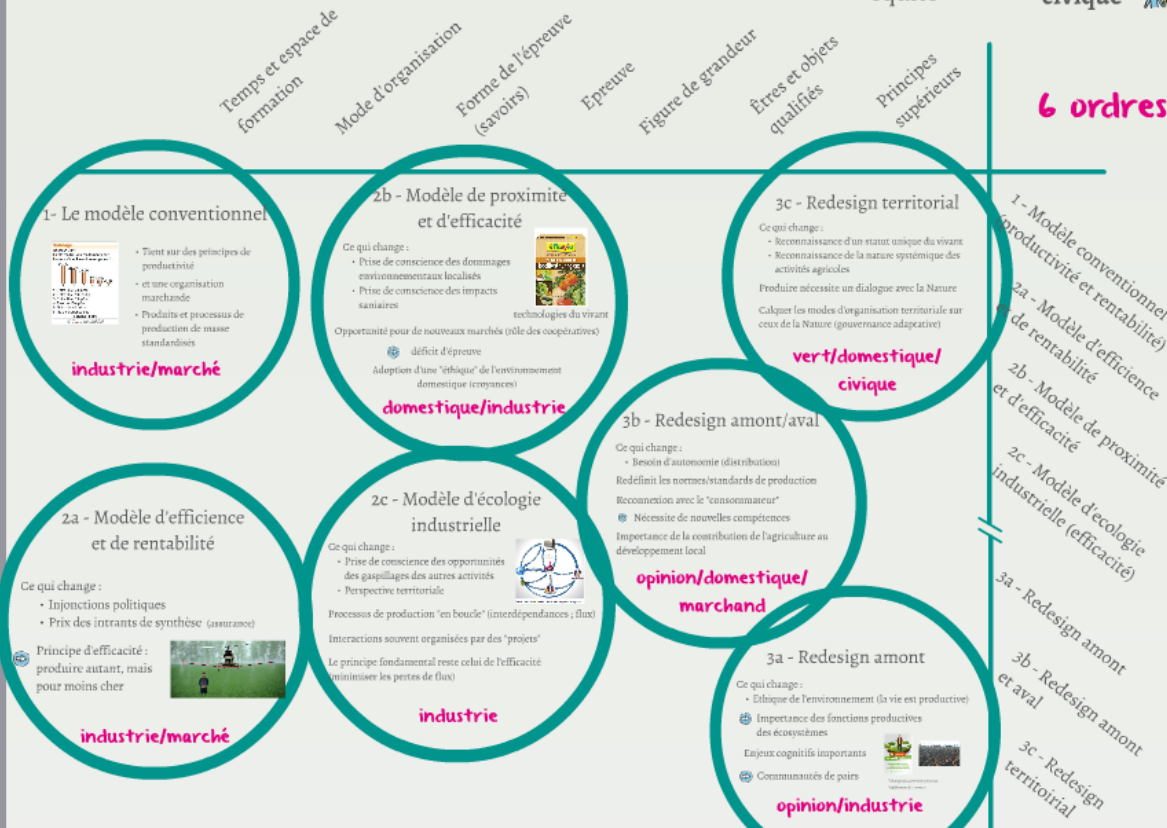 civique
Temps et espace de
formation
Mode d'organisation
Forme de l'épreuve
(savoirs)
Epreuve
Figure de grandeur
Êtres et objets
qualifiés
Principes
supérieurs
6 ordres
1- Le modèle conventionnel
• Tient sur des principes de
productivité
• et une organisation
marchande
• Produits et processus de
production de masse
standardisés
industrie/marché
2b - Modèle de proximité
et d'efficacité
Ce qui change :
• Prise de conscience des dommages
environnementaux localisés
• Prise de conscience des impacts
saniaires
technologies du vivant
Opportunité pour de nouveaux marchés (rôle des coopératives)
déficit d'épreuve
Adoption d'une "éthique" de l'environnement
domestique (croyances)
domestique/industrie
3c - Redesign territorial
Ce qui change :
• Reconnaissance d'un statut unique du vivant
• Reconnaissance de la nature systémique des
activités agricoles
Produire nécessite un dialogue avec la Nature
Calquer les modes d'organisation territoriale sur
ceux de la Nature (gouvernance adaptative)
vert/domestique/
civique
2a - Modèle d'efficience
et de rentabilité
Ce qui change :
• Injonctions politiques
• Prix des intrants de synthèse (assurance)
Principe d'efficacité :
produire autant, mais
pour moins cher
industrie/marché
2c - Modèle d'écologie
industrielle
Ce qui change :
• Prise de conscience des opportunités
des gaspillages des autres activités
• Perspective territoriale
Processus de production "en boucle" (interdépendances ; flux)
Interactions souvent organisées par des "projets"
Le principe fondamental reste celui de l'efficacité
(minimiser les pertes de flux)
industrie
3b - Redesign amont/aval
Ce qui change :
• Besoin d'autonomie (distribution)
Redéfinit les normes/standards de production
Reconnexion avec le "consommateur"
Nécessite de nouvelles compétences
Importance de la contribution de l'agriculture au
développement local
opinion/domestique/
marchand
3a - Redesign amont
Ce qui change :
• Ethique de l'environnement (la vie est productive)
Importance des fonctions productives
des écosystèmes
Enjeux cognitifs importants
Communautés de pairs
opinion/industrie
1 - Modèle conventionnel
(productivité et rentabilité)
2a - Modèle d'efficience
et de rentabilité
2b - Modèle de proximité
et d'efficacité
2c - Modèle d'écologie
industrielle (efficacité)
3a - Redesign amont
3b - Redesign amont
et aval
3c - Redesign
territoirial